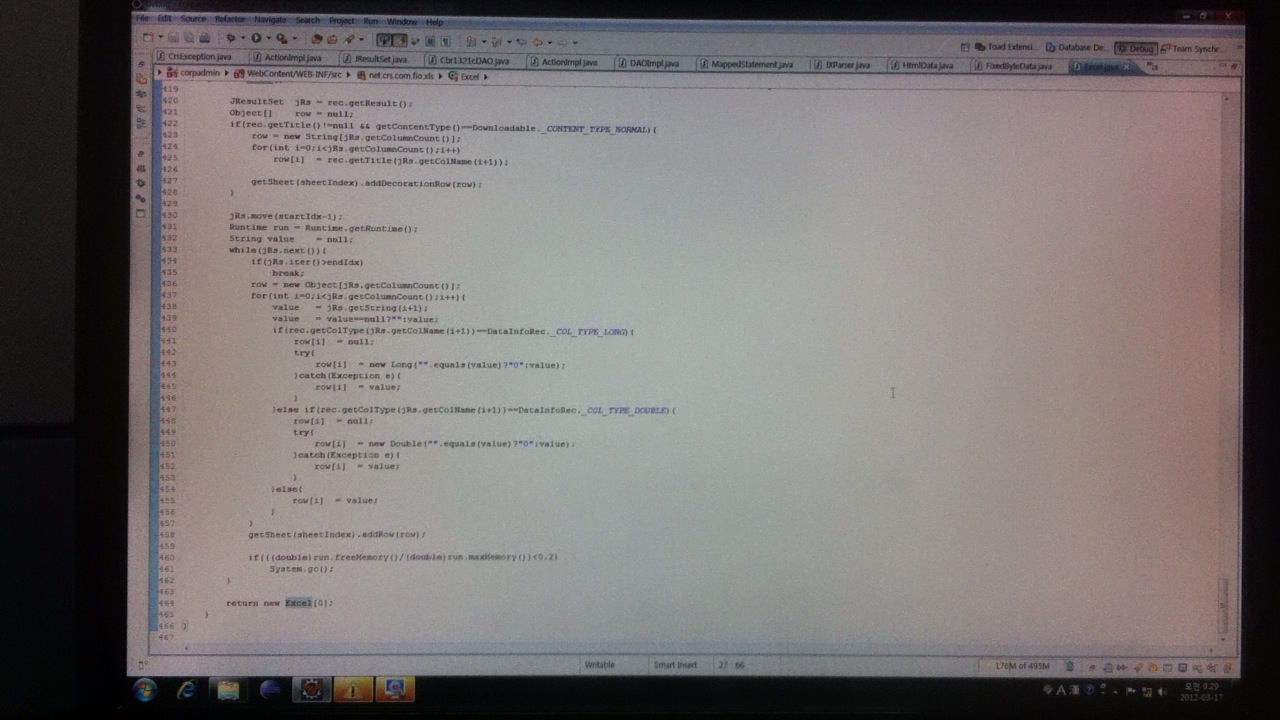 File Edit Source Refactor Navigate Search Project Run Window Help
Toad Extensi... Database De... Debug Team Synchr...
CrsException.java ActionImpl.java JResultSet.java Cbr1321cDAO.java ActionImpl.java DAOImpl.java MappedStatement.java IXParser.java HtmlData.java FixedByteData.java Excel.java
corpadmin WebContent/WEB-INF/src net.crs.com.fio.xls Excel
419
420 JResultSet jRs = rec.getResult();
421 Object[] row = null;
422 if(rec.getTitle()!=null && getContentType()==Downloadable._CONTENT_TYPE_NORMAL){
423 row = new String[jRs.getColumnCount()];
424 for(int i=0;i<jRs.getColumnCount();i++)
425 row[i] = rec.getTitle(jRs.getColName(i+1));
426
427 getSheet(sheetIndex).addDecorationRow(row);
428 }
429
430 jRs.move(startIdx-1);
431 Runtime run = Runtime.getRuntime();
432 String value = null;
433 while(jRs.next()){
434 if(jRs.iter()>endIdx)
435 break;
436 row = new Object[jRs.getColumnCount()];
437 for(int i=0;i<jRs.getColumnCount();i++){
438 value = jRs.getString(i+1);
439 value = value==null?"":value;
440 if(rec.getColType(jRs.getColName(i+1))==DataInfoRec._COL_TYPE_LONG){
441 row[i] = null;
442 try{
443 row[i] = new Long("".equals(value)?"0":value);
444 }catch(Exception e){
445 row[i] = value;
446 }
447 }else if(rec.getColType(jRs.getColName(i+1))==DataInfoRec._COL_TYPE_DOUBLE){
448 row[i] = null;
449 try{
450 row[i] = new Double("".equals(value)?"0":value);
451 }catch(Exception e){
452 row[i] = value;
453 }
454 }else{
455 row[i] = value;
456 }
457 }
458 getSheet(sheetIndex).addRow(row);
459
460 if(((double)run.freeMemory()/(double)run.maxMemory())<0.2)
461 System.gc();
462 }
463
464 return new Excel[0];
465 }
466 }
467
Writable Smart Insert 27 : 66 176M of 495M
A 漢 오전 9:29
2012-03-17